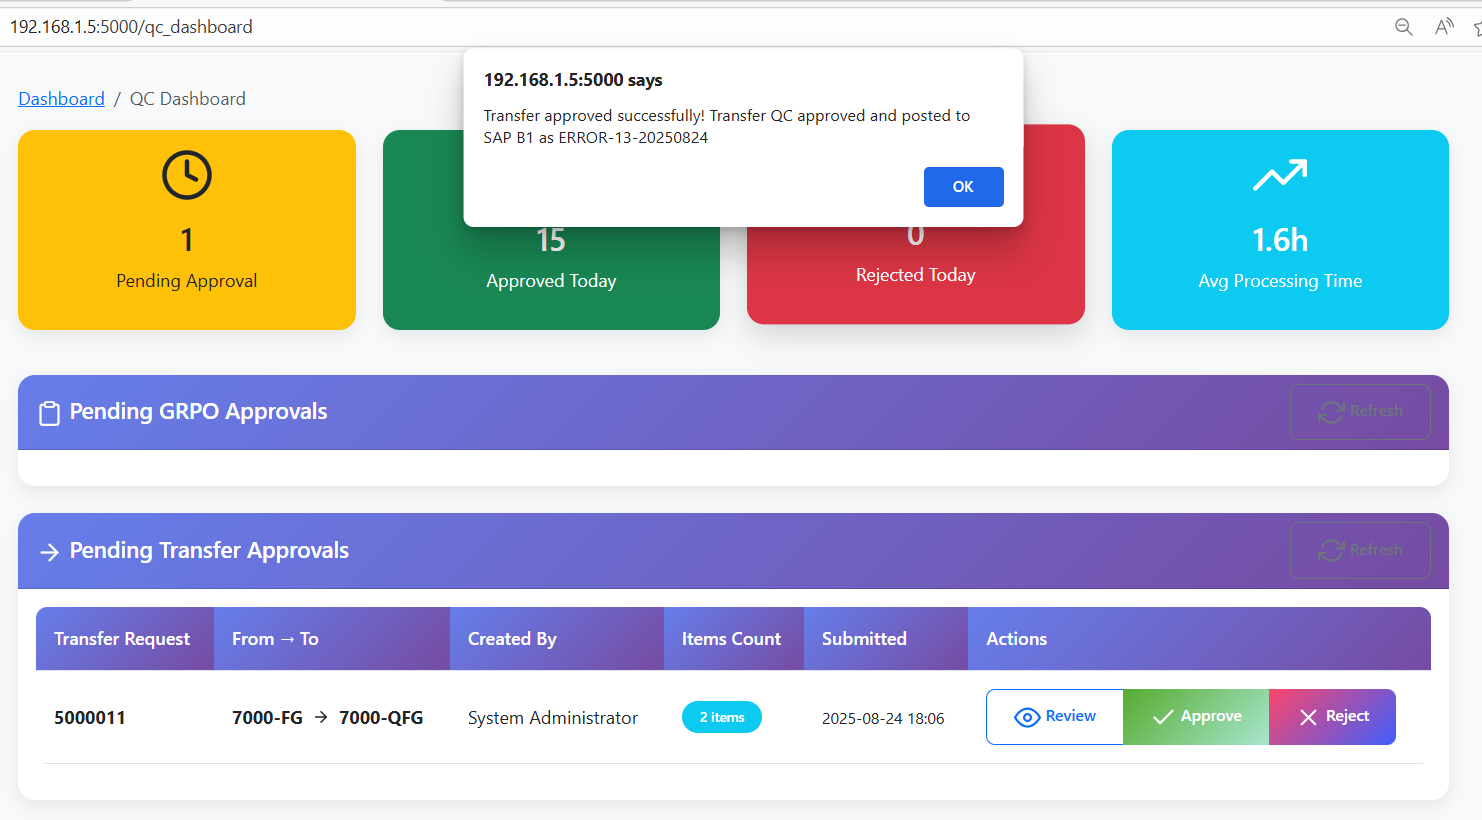 192.168.1.5:5000/qc_dashboard
192.168.1.5:5000 says
Transfer approved successfully! Transfer QC approved and posted to
SAP B1 as ERROR-13-20250824
OK
Dashboard / QC Dashboard
1
Pending Approval
15
Approved Today
0
Rejected Today
1.6h
Avg Processing Time
Pending GRPO Approvals
Refresh
Pending Transfer Approvals
Refresh
Transfer Request From → To Created By Items Count Submitted Actions
5000011 7000-FG → 7000-QFG System Administrator 2 items 2025-08-24 18:06 Review Approve Reject